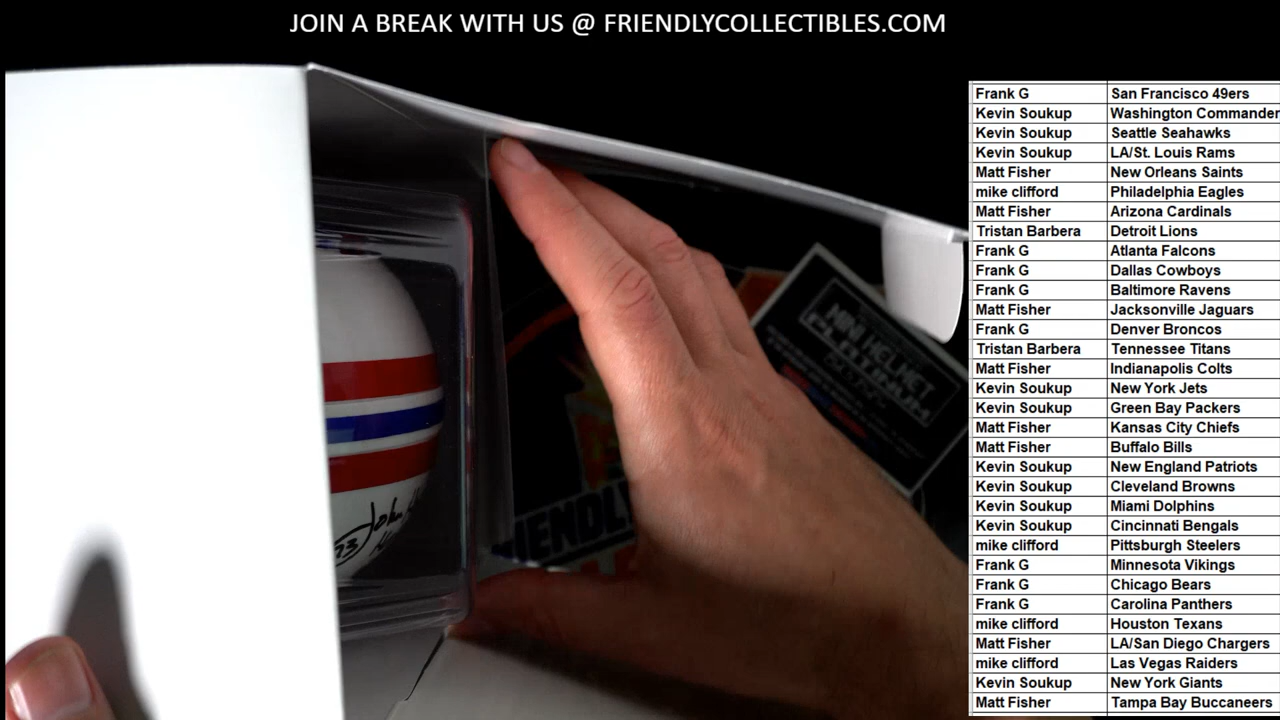 JOIN A BREAK WITH US @ FRIENDLYCOLLECTIBLES.COM
Frank G San Francisco 49ers
Kevin Soukup Washington Commander
Kevin Soukup Seattle Seahawks
Kevin Soukup LA/St. Louis Rams
Matt Fisher New Orleans Saints
mike clifford Philadelphia Eagles
Matt Fisher Arizona Cardinals
Tristan Barbera Detroit Lions
Frank G Atlanta Falcons
Frank G Dallas Cowboys
Frank G Baltimore Ravens
Matt Fisher Jacksonville Jaguars
Frank G Denver Broncos
Tristan Barbera Tennessee Titans
Matt Fisher Indianapolis Colts
Kevin Soukup New York Jets
Kevin Soukup Green Bay Packers
Matt Fisher Kansas City Chiefs
Matt Fisher Buffalo Bills
Kevin Soukup New England Patriots
Kevin Soukup Cleveland Browns
Kevin Soukup Miami Dolphins
Kevin Soukup Cincinnati Bengals
mike clifford Pittsburgh Steelers
Frank G Minnesota Vikings
Frank G Chicago Bears
Frank G Carolina Panthers
mike clifford Houston Texans
Matt Fisher LA/San Diego Chargers
mike clifford Las Vegas Raiders
Kevin Soukup New York Giants
Matt Fisher Tampa Bay Buccaneers
MINI HELMET
PLATINUM
John
73
IENDLY